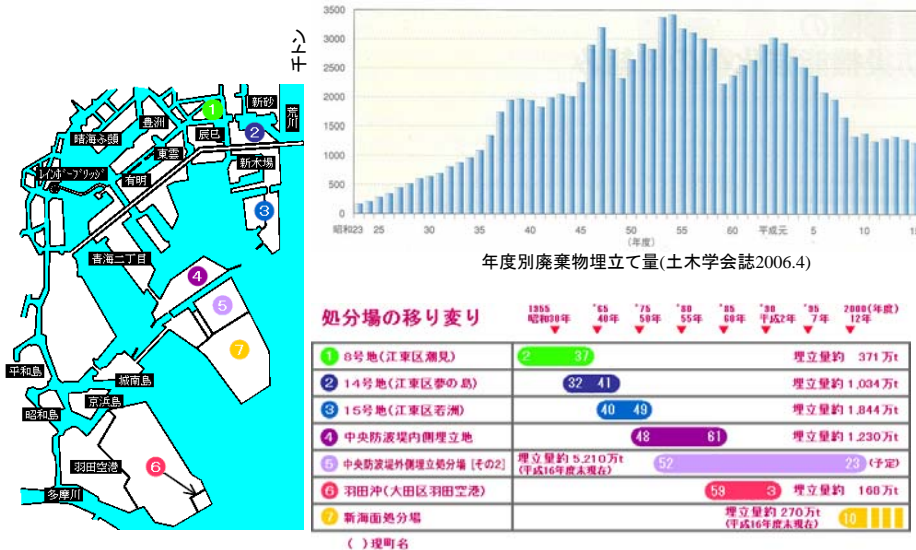 チトン
3500
3000
2500
2000
1500
1000
500
0
昭和23 25 30 35 40 45 50 55 60 平成元 5 10 1
(年度)
年度別廃棄物埋立て量(土木学会誌2006.4)
1
新砂
荒川
豊洲
2
晴海ふ頭
辰巳
東雲
新木場
レインボーブリッジ
有明
3
青海二丁目
4
5
7
平和島
城南島
昭和島
京浜島
6
羽田空港
多摩川
処分場の移り変り
1955 '65 '75 '80 '85 '90 '95 2000(年度)
昭和30年 40年 50年 55年 60年 平成2年 7年 12年
1 8号地(江東区潮見) 2 37 埋立量約 371万t
2 14号地(江東区夢の島) 32 41 埋立量約 1,034万t
3 15号地(江東区若洲) 40 49 埋立量約 1,844万t
4 中央防波堤内側埋立地 48 61 埋立量約 1,230万t
5 中央防波堤外側埋立処分場 [その2] 埋立量約 5,210万t 52 23 (予定)
(平成16年度末現在)
6 羽田沖(大田区羽田空港) 59 3 埋立量約 168万t
7 新海面処分場 埋立量約 270万t 10
(平成16年度末現在)
( )現町名